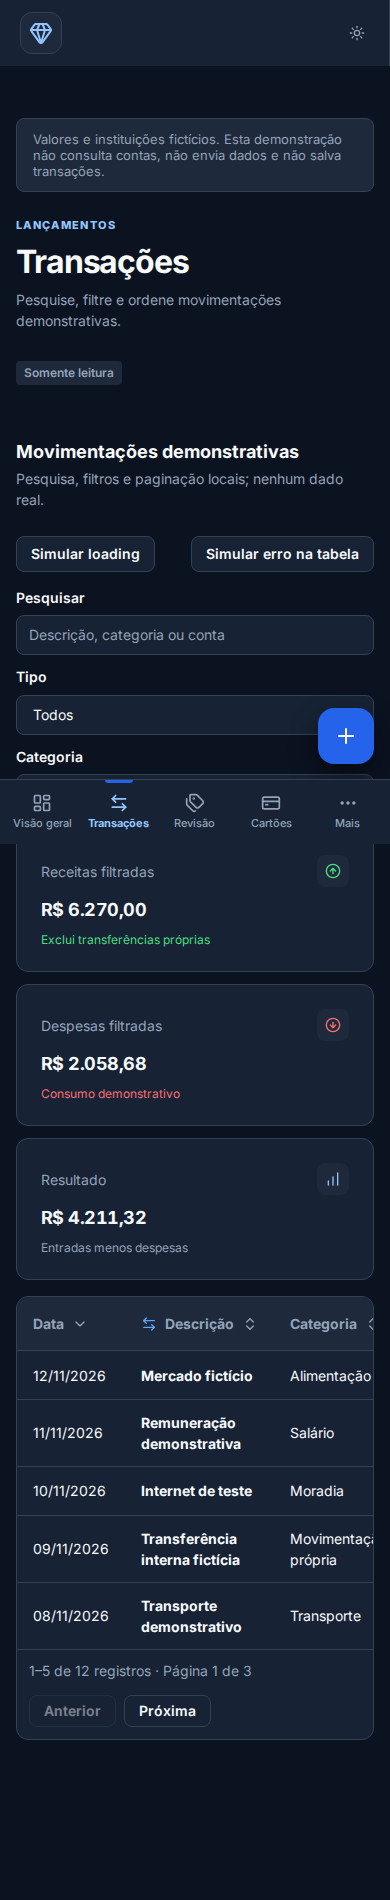 Valores e instituições fictícios. Esta demonstração
não consulta contas, não envia dados e não salva
transações.
LANÇAMENTOS
Transações
Pesquise, filtre e ordene movimentações
demonstrativas.
Somente leitura
Movimentações demonstrativas
Pesquisa, filtros e paginação locais; nenhum dado
real.
Simular loading Simular erro na tabela
Pesquisar
Descrição, categoria ou conta
Tipo
Todos
Categoria
Visão geral Transações Revisão Cartões Mais
Receitas filtradas
R$ 6.270,00
Exclui transferências próprias
Despesas filtradas
R$ 2.058,68
Consumo demonstrativo
Resultado
R$ 4.211,32
Entradas menos despesas
Data Descrição Categoria
12/11/2026 Mercado fictício Alimentação
11/11/2026 Remuneração demonstrativa Salário
10/11/2026 Internet de teste Moradia
09/11/2026 Transferência interna fictícia Movimentaçã própria
08/11/2026 Transporte demonstrativo Transporte
1–5 de 12 registros · Página 1 de 3
Anterior Próxima